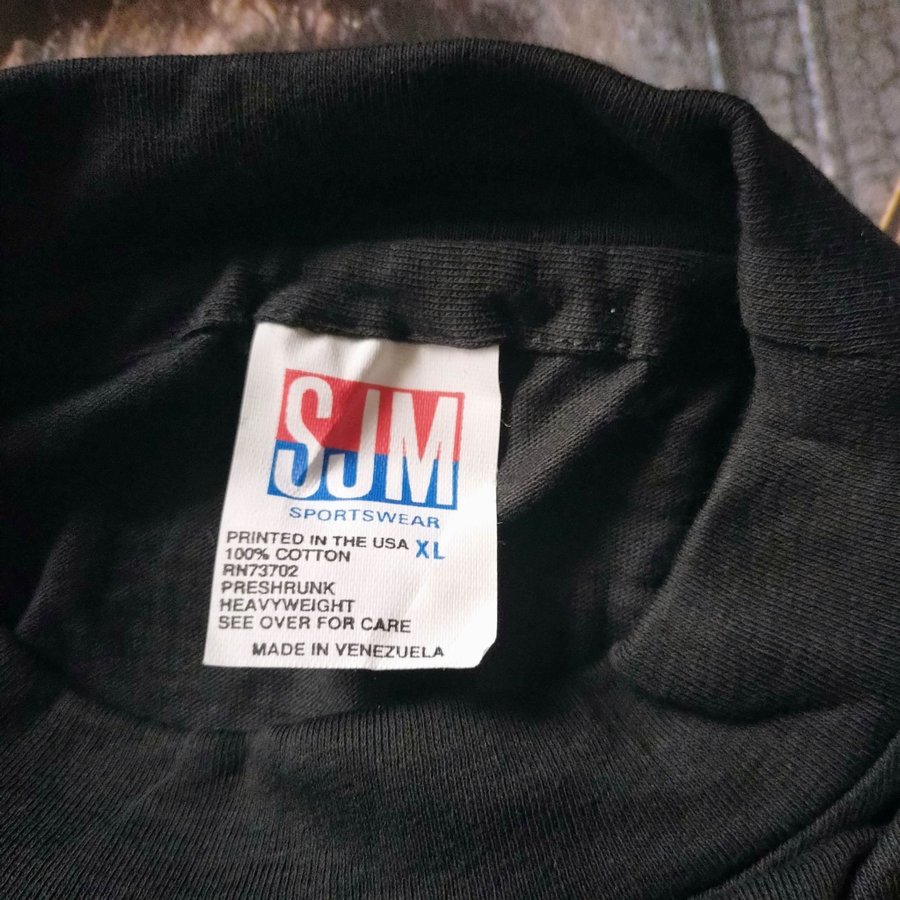 SJM
SPORTSWEAR
PRINTED IN THE USA XL
100% COTTON
RN73702
PRESHRUNK
HEAVYWEIGHT
SEE OVER FOR CARE
MADE IN VENEZUELA